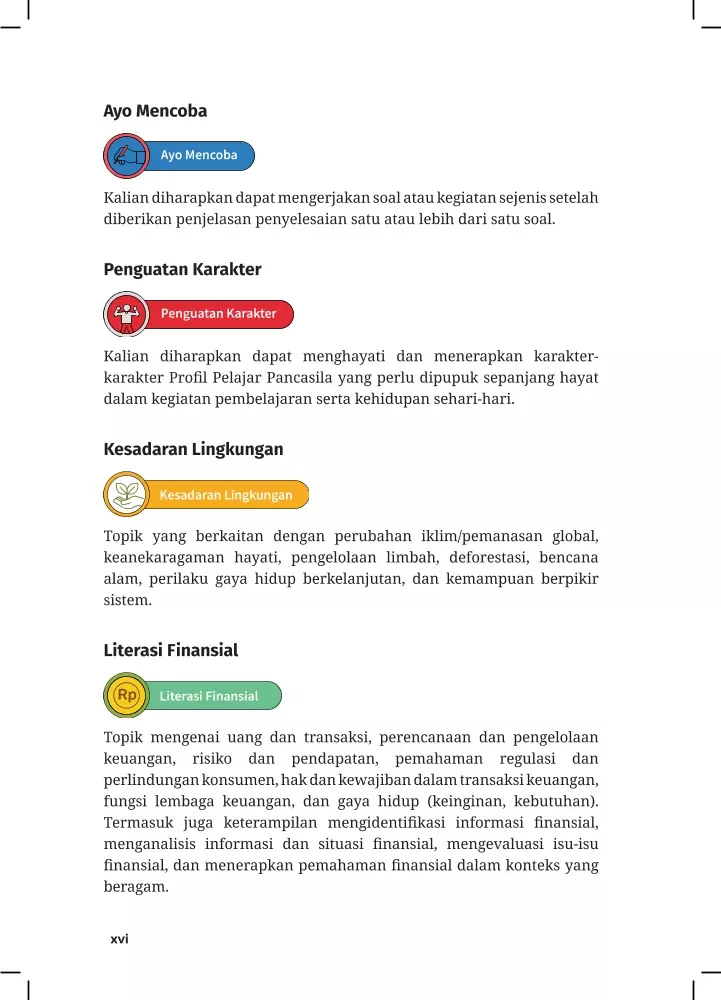 Ayo Mencoba
Ayo Mencoba
Kalian diharapkan dapat mengerjakan soal atau kegiatan sejenis setelah
diberikan penjelasan penyelesaian satu atau lebih dari satu soal.
Penguatan Karakter
Penguatan Karakter
Kalian diharapkan dapat menghayati dan menerapkan karakter-
karakter Profil Pelajar Pancasila yang perlu dipupuk sepanjang hayat
dalam kegiatan pembelajaran serta kehidupan sehari-hari.
Kesadaran Lingkungan
Kesadaran Lingkungan
Topik yang berkaitan dengan perubahan iklim/pemanasan global,
keanekaragaman hayati, pengelolaan limbah, deforestasi, bencana
alam, perilaku gaya hidup berkelanjutan, dan kemampuan berpikir
sistem.
Literasi Finansial
Rp Literasi Finansial
Topik mengenai uang dan transaksi, perencanaan dan pengelolaan
keuangan, risiko dan pendapatan, pemahaman regulasi dan
perlindungan konsumen, hak dan kewajiban dalam transaksi keuangan,
fungsi lembaga keuangan, dan gaya hidup (keinginan, kebutuhan).
Termasuk juga keterampilan mengidentifikasi informasi finansial,
menganalisis informasi dan situasi finansial, mengevaluasi isu-isu
finansial, dan menerapkan pemahaman finansial dalam konteks yang
beragam.
xvi